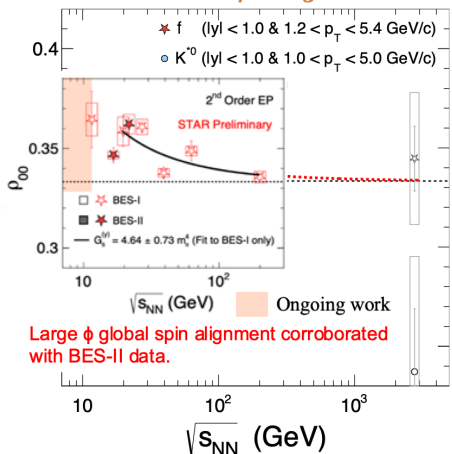 0.4
f (|y| < 1.0 & 1.2 < p_T < 5.4 GeV/c)
K*0 (|y| < 1.0 & 1.0 < p_T < 5.0 GeV/c)
2nd Order EP
STAR Preliminary
0.35
ρ00
BES-I
BES-II
G_s^(y) = 4.64 ± 0.73 m_π^4 (Fit to BES-I only)
0.3
10 10²
√sNN (GeV)
Ongoing work
Large ϕ global spin alignment corroborated
with BES-II data.
10 10² 10³
√sNN (GeV)